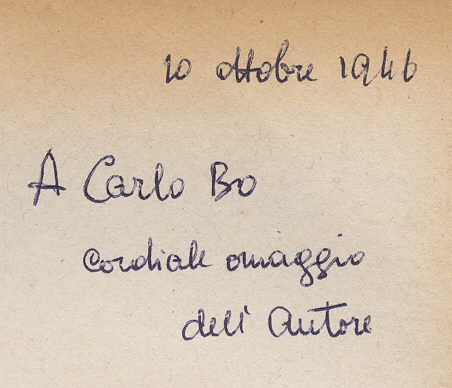 10 ottobre 1946
A Carlo Bo
cordiale omaggio
dell'Autore